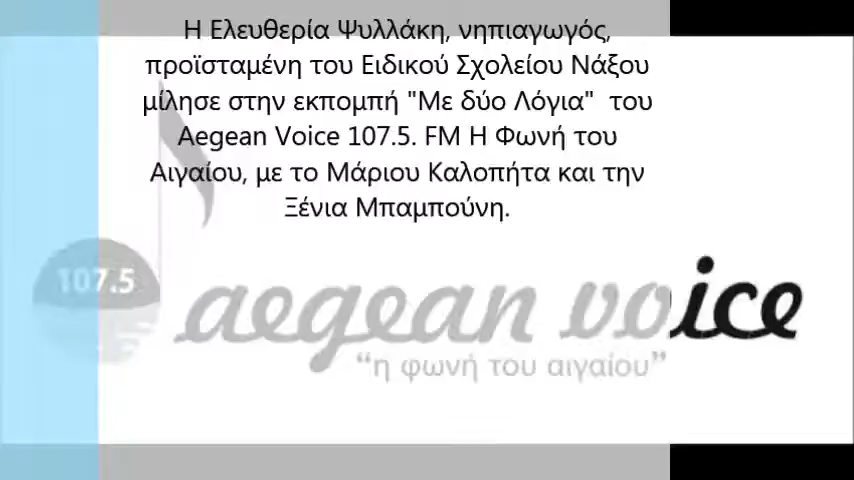 Η Ελευθερία Ψυλλάκη, νηπιαγωγός,
προϊσταμένη του Ειδικού Σχολείου Νάξου
μίλησε στην εκπομπή "Με δύο Λόγια"  του
Aegean Voice 107.5. FM Η Φωνή του
Αιγαίου, με το Μάριου Καλοπήτα και την
Ξένια Μπαμπούνη.
107.5
aegean voice
“η φωνή του αιγαίου”